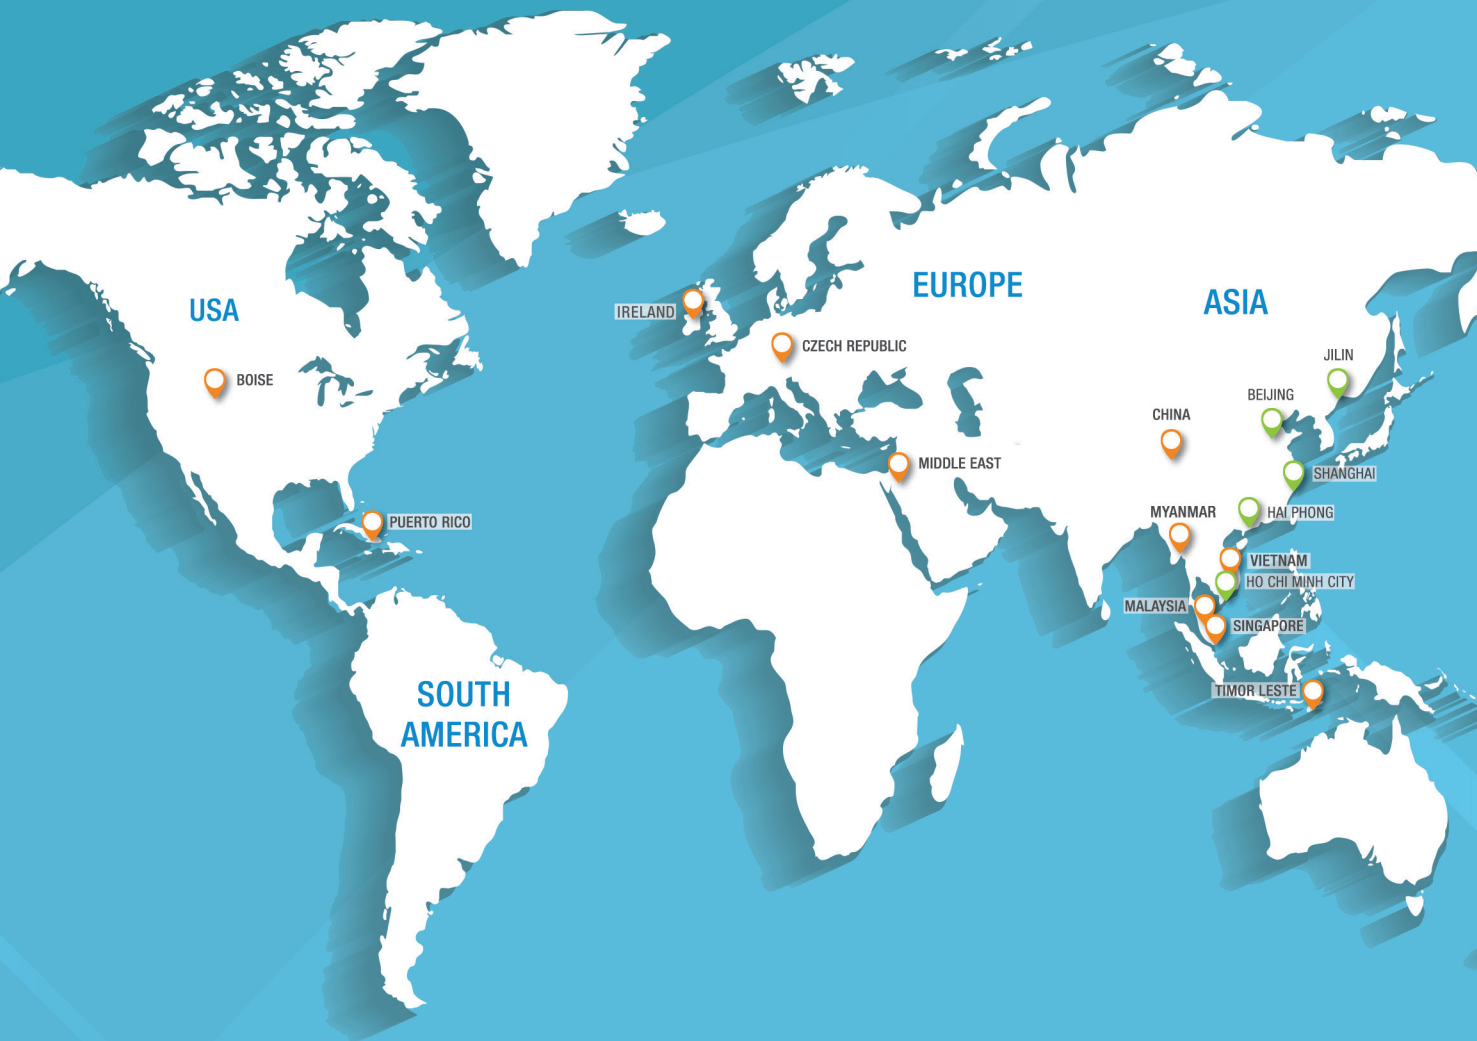 USA
BOISE
PUERTO RICO
SOUTH
AMERICA
EUROPE
IRELAND
CZECH REPUBLIC
MIDDLE EAST
ASIA
JILIN
BEIJING
CHINA
SHANGHAI
MYANMAR
HAI PHONG
VIETNAM
HO CHI MINH CITY
MALAYSIA
SINGAPORE
TIMOR LESTE